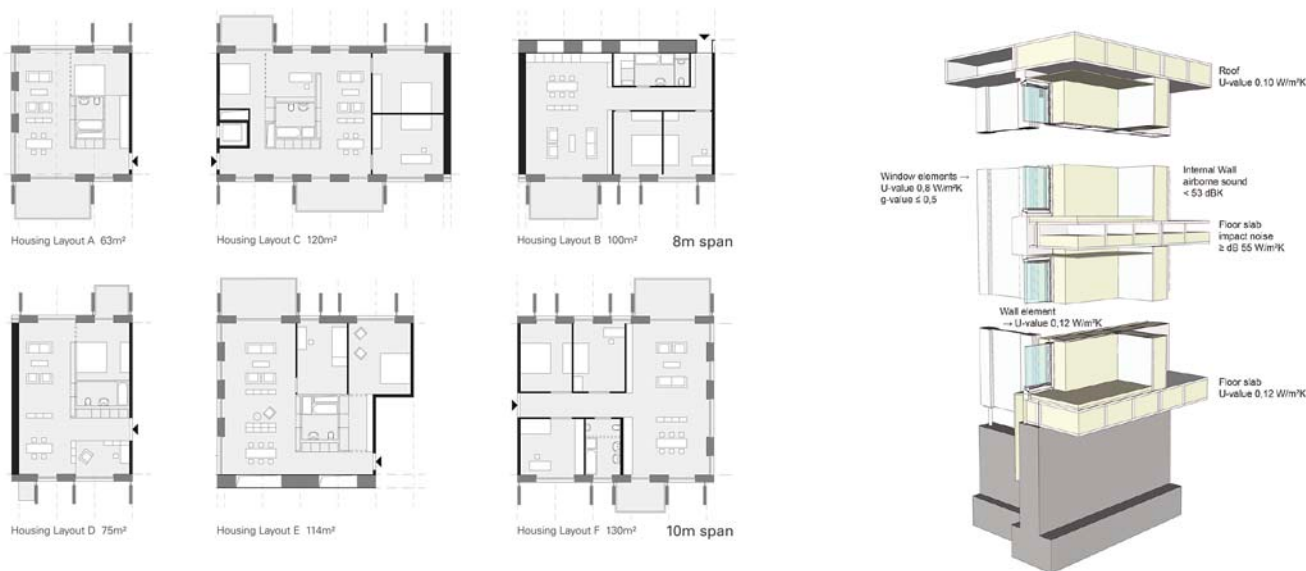 Housing Layout A 63m²
Housing Layout C 120m²
Housing Layout B 100m²
8m span
Housing Layout D 75m²
Housing Layout E 114m²
Housing Layout F 130m²
10m span
Roof
U-value 0.10 W/m²K
Window elements →
U-value 0,8 W/m²K
g-value ≤ 0,5
Internal Wall
airborne sound
< 53 dBK
Floor slab
impact noise
≥ dB 55 W/m²K
Wall element
→ U-value 0,12 W/m²K
Floor slab
U-value 0,12 W/m²K